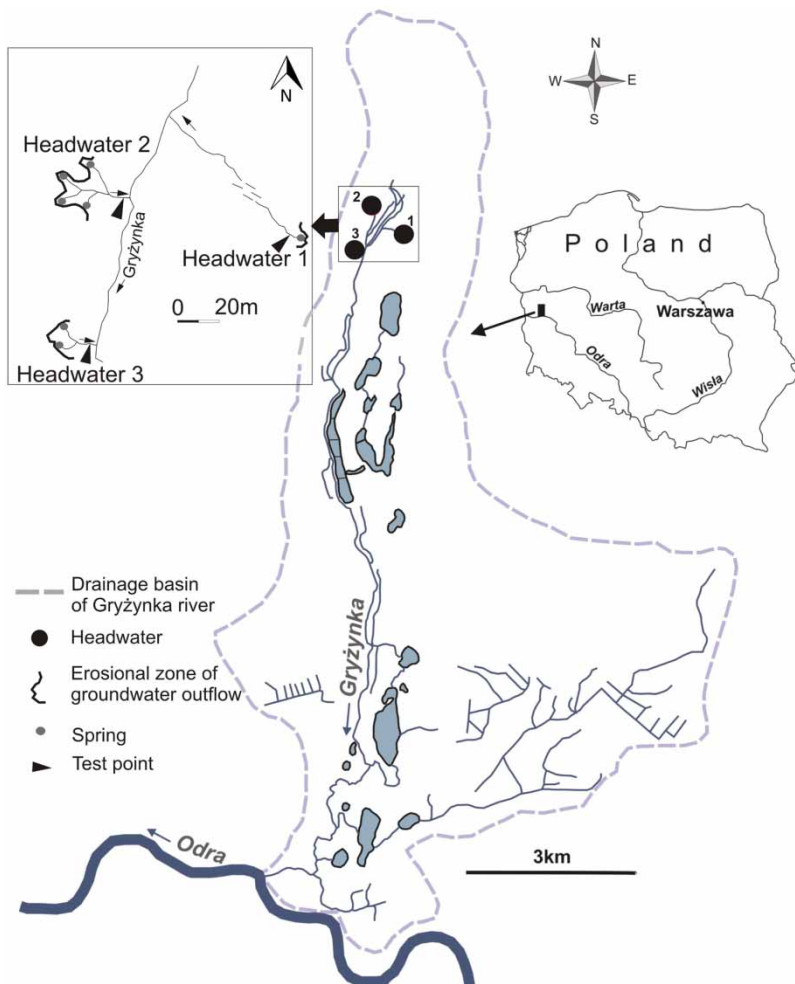 N
Headwater 2
Gryżynka
Headwater 1
0 20m
Headwater 3
2
1
3
N
W E
S
Poland
Warta
Warszawa
Odra
Wisła
Gryżynka
Drainage basin
of Gryżynka river
Headwater
Erosional zone of
groundwater outflow
Spring
Test point
Odra
3km